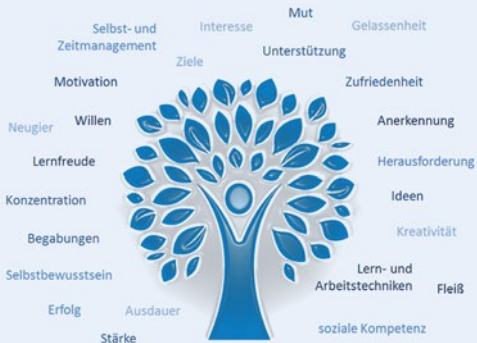 Mut
Interesse
Gelassenheit
Selbst- und
Zeitmanagement
Unterstützung
Ziele
Motivation
Zufriedenheit
Neugier
Willen
Anerkennung
Lernfreude
Herausforderung
Konzentration
Ideen
Begabungen
Kreativität
Selbstbewusstsein
Lern- und
Arbeitstechniken
Fleiß
Erfolg
Ausdauer
soziale Kompetenz
Stärke